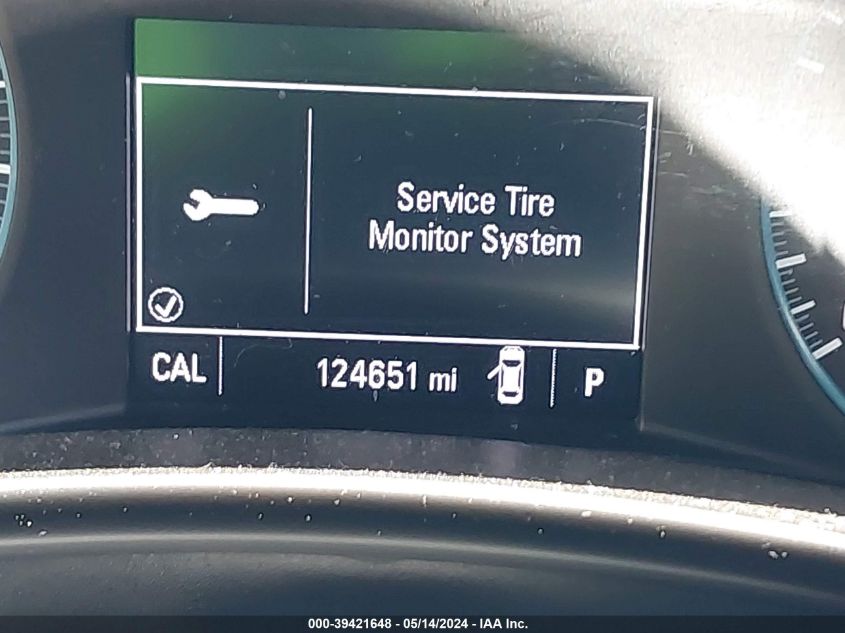 Service Tire
Monitor System
CAL 124651 mi P
000-39421648 - 05/14/2024 - IAA Inc.